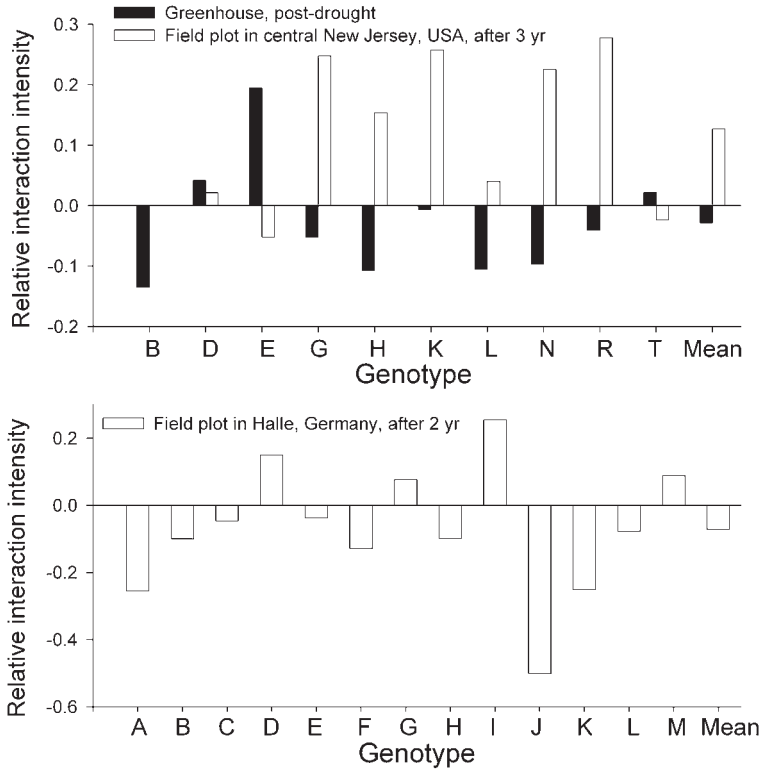 Greenhouse, post-drought
Field plot in central New Jersey, USA, after 3 yr
Relative interaction intensity
0.3
0.2
0.1
0.0
-0.1
-0.2
B D E G H K L N R T Mean
Genotype
Field plot in Halle, Germany, after 2 yr
Relative interaction intensity
0.2
0.0
-0.2
-0.4
-0.6
A B C D E F G H I J K L M Mean
Genotype